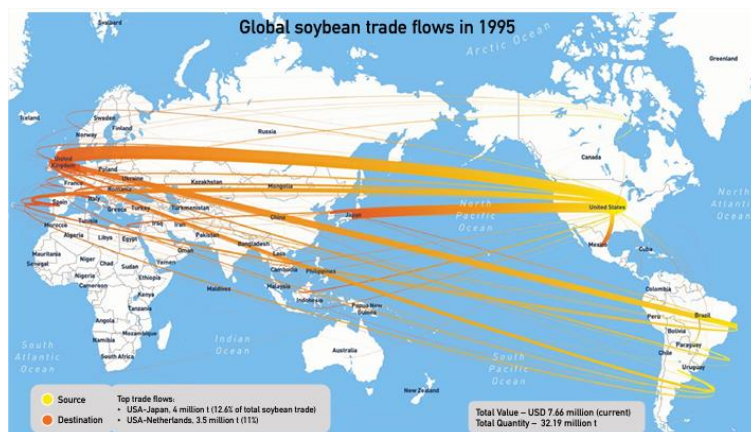 Global soybean trade flows in 1995
Svalbard
Arctic Ocean
Greenland
Iceland
Sweden
Finland
Norway
Russia
Canada
United
Kingdom
Poland
Ukraine
France
Romania
Kazakhstan
Mongolia
Spain
Italy
Greece
Turkey
Turkmenistan
North
Pacific
Ocean
United States
North
Atlantic
Ocean
Morocco
Tunisia
Algeria
Libya
Egypt
Iraq
Iran
Pakistan
China
Japan
Mexico
Cuba
Mauritania
Senegal
Niger
Chad
Sudan
Yemen
Oman
Bangladesh
Laos
Nigeria
Cameroon
Ethiopia
Kenya
Tanzania
Maldives
Cambodia
Malaysia
Philippines
Indonesia
Papua New
Guinea
Colombia
Peru
Brazil
Bolivia
Paraguay
Chile
Uruguay
Angola
Namibia
Mozambique
South Africa
South
Atlantic
Ocean
Indian
Ocean
Australia
New Zealand
South
Pacific
Ocean
Source
Destination
Top trade flows:
• USA-Japan, 4 million t (12.6% of total soybean trade)
• USA-Netherlands, 3.5 million t (11%)
Total Value – USD 7.66 million (current)
Total Quantity – 32.19 million t